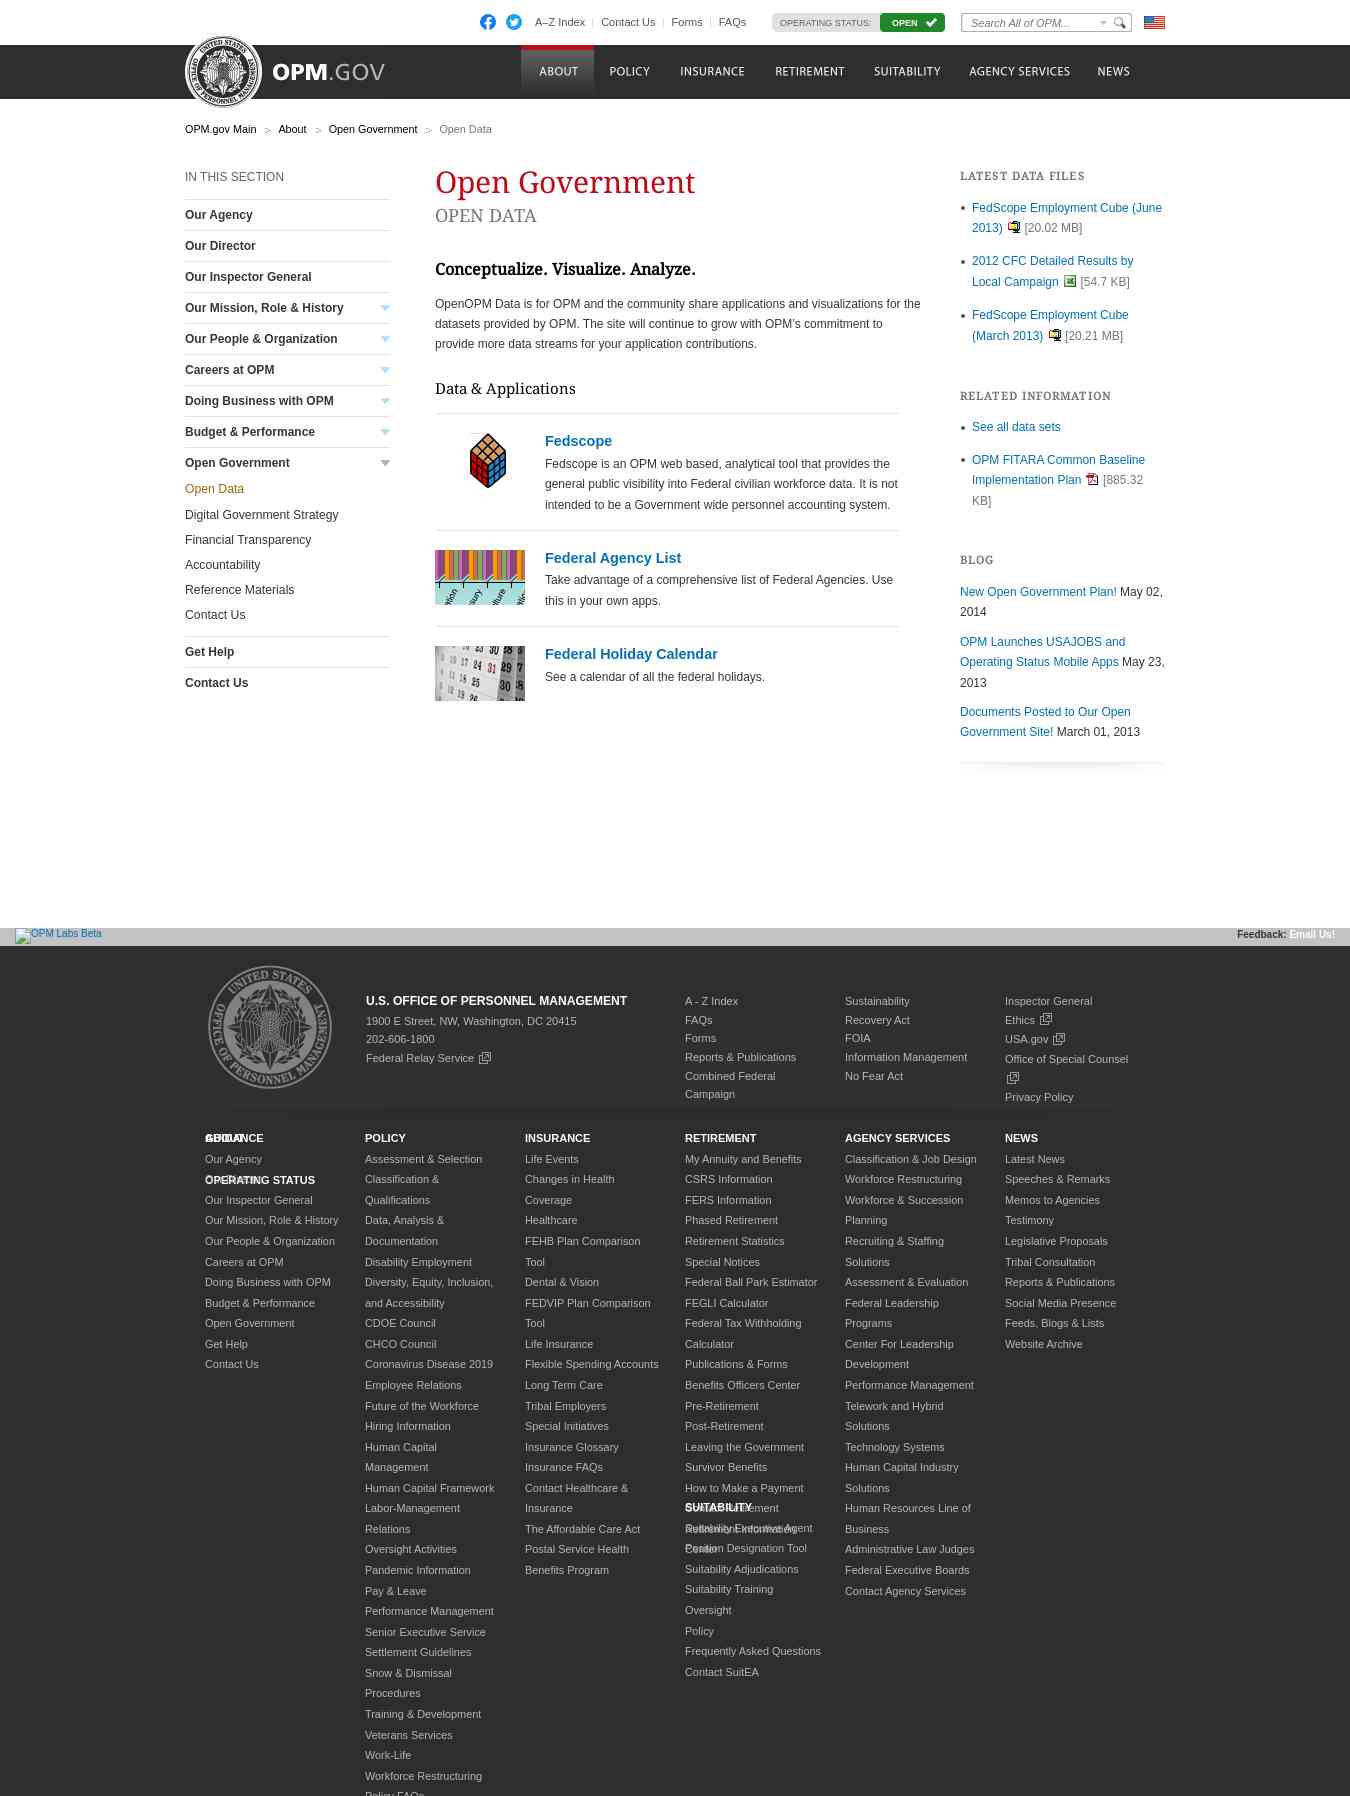 A–Z Index
Contact Us
Forms
FAQs
OPERATING STATUS:
OPEN
Search All of OPM...
OPM.GOV
ABOUT
POLICY
INSURANCE
RETIREMENT
SUITABILITY
AGENCY SERVICES
NEWS
OPM.gov Main > About > Open Government > Open Data
IN THIS SECTION
Our Agency
Our Director
Our Inspector General
Our Mission, Role & History
Our People & Organization
Careers at OPM
Doing Business with OPM
Budget & Performance
Open Government
Open Data
Digital Government Strategy
Financial Transparency
Accountability
Reference Materials
Contact Us
Get Help
Contact Us
Open Government
OPEN DATA
Conceptualize. Visualize. Analyze.
OpenOPM Data is for OPM and the community share applications and visualizations for the
datasets provided by OPM. The site will continue to grow with OPM's commitment to
provide more data streams for your application contributions.
Data & Applications
Fedscope
Fedscope is an OPM web based, analytical tool that provides the
general public visibility into Federal civilian workforce data. It is not
intended to be a Government wide personnel accounting system.
Federal Agency List
Take advantage of a comprehensive list of Federal Agencies. Use
this in your own apps.
Federal Holiday Calendar
See a calendar of all the federal holidays.
LATEST DATA FILES
FedScope Employment Cube (June
2013) [20.02 MB]
2012 CFC Detailed Results by
Local Campaign [54.7 KB]
FedScope Employment Cube
(March 2013) [20.21 MB]
RELATED INFORMATION
See all data sets
OPM FITARA Common Baseline
Implementation Plan [885.32
KB]
BLOG
New Open Government Plan! May 02,
2014
OPM Launches USAJOBS and
Operating Status Mobile Apps May 23,
2013
Documents Posted to Our Open
Government Site! March 01, 2013
OPM Labs Beta
Feedback: Email Us!
UNITED STATES
OFFICE OF PERSONNEL MANAGEMENT
U.S. OFFICE OF PERSONNEL MANAGEMENT
1900 E Street, NW, Washington, DC 20415
202-606-1800
Federal Relay Service
A - Z Index
FAQs
Forms
Reports & Publications
Combined Federal
Campaign
Sustainability
Recovery Act
FOIA
Information Management
No Fear Act
Inspector General
Ethics
USA.gov
Office of Special Counsel
Privacy Policy
Our Agency
OPERATING STATUS
Our Inspector General
Our Mission, Role & History
Our People & Organization
Careers at OPM
Doing Business with OPM
Budget & Performance
Open Government
Get Help
Contact Us
POLICY
Assessment & Selection
Classification &
Qualifications
Data, Analysis &
Documentation
Disability Employment
Diversity, Equity, Inclusion,
and Accessibility
CDOE Council
CHCO Council
Coronavirus Disease 2019
Employee Relations
Future of the Workforce
Hiring Information
Human Capital
Management
Human Capital Framework
Labor-Management
Relations
Oversight Activities
Pandemic Information
Pay & Leave
Performance Management
Senior Executive Service
Settlement Guidelines
Snow & Dismissal
Procedures
Training & Development
Veterans Services
Work-Life
Workforce Restructuring
Policy FAQs
INSURANCE
Life Events
Changes in Health
Coverage
Healthcare
FEHB Plan Comparison
Tool
Dental & Vision
FEDVIP Plan Comparison
Tool
Life Insurance
Flexible Spending Accounts
Long Term Care
Tribal Employers
Special Initiatives
Insurance Glossary
Insurance FAQs
Contact Healthcare &
Insurance
The Affordable Care Act
Postal Service Health
Benefits Program
RETIREMENT
My Annuity and Benefits
CSRS Information
FERS Information
Phased Retirement
Retirement Statistics
Special Notices
Federal Ball Park Estimator
FEGLI Calculator
Federal Tax Withholding
Calculator
Publications & Forms
Benefits Officers Center
Pre-Retirement
Post-Retirement
Leaving the Government
Survivor Benefits
How to Make a Payment
SUITABILITY
Suitability Executive Agent
Position Designation Tool
Suitability Adjudications
Suitability Training
Oversight
Policy
Frequently Asked Questions
Contact SuitEA
AGENCY SERVICES
Classification & Job Design
Workforce Restructuring
Workforce & Succession
Planning
Recruiting & Staffing
Solutions
Assessment & Evaluation
Federal Leadership
Programs
Center For Leadership
Development
Performance Management
Telework and Hybrid
Solutions
Technology Systems
Human Capital Industry
Solutions
Human Resources Line of
Business
Administrative Law Judges
Federal Executive Boards
Contact Agency Services
NEWS
Latest News
Speeches & Remarks
Memos to Agencies
Testimony
Legislative Proposals
Tribal Consultation
Reports & Publications
Social Media Presence
Feeds, Blogs & Lists
Website Archive